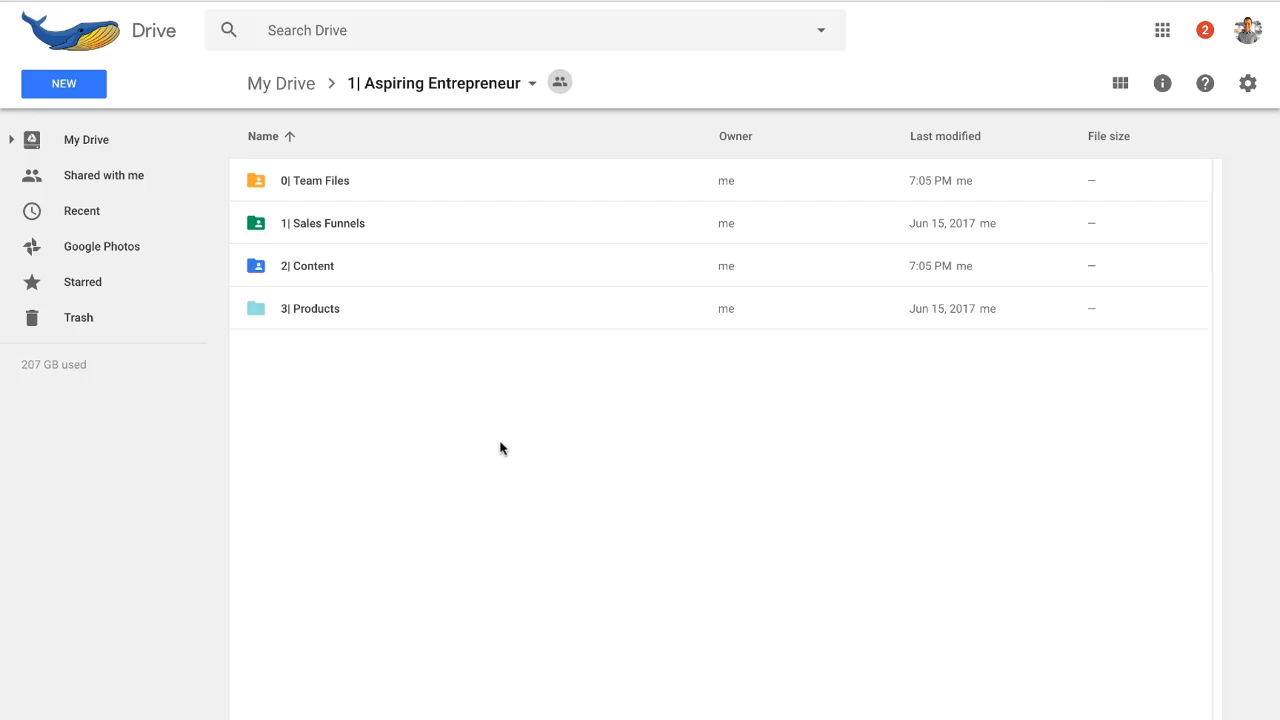 Drive
Search Drive
2
NEW
My Drive > 1| Aspiring Entrepreneur
My Drive
Shared with me
Recent
Google Photos
Starred
Trash
207 GB used
Name Owner Last modified File size
0| Team Files me 7:05 PM me —
1| Sales Funnels me Jun 15, 2017 me —
2| Content me 7:05 PM me —
3| Products me Jun 15, 2017 me —